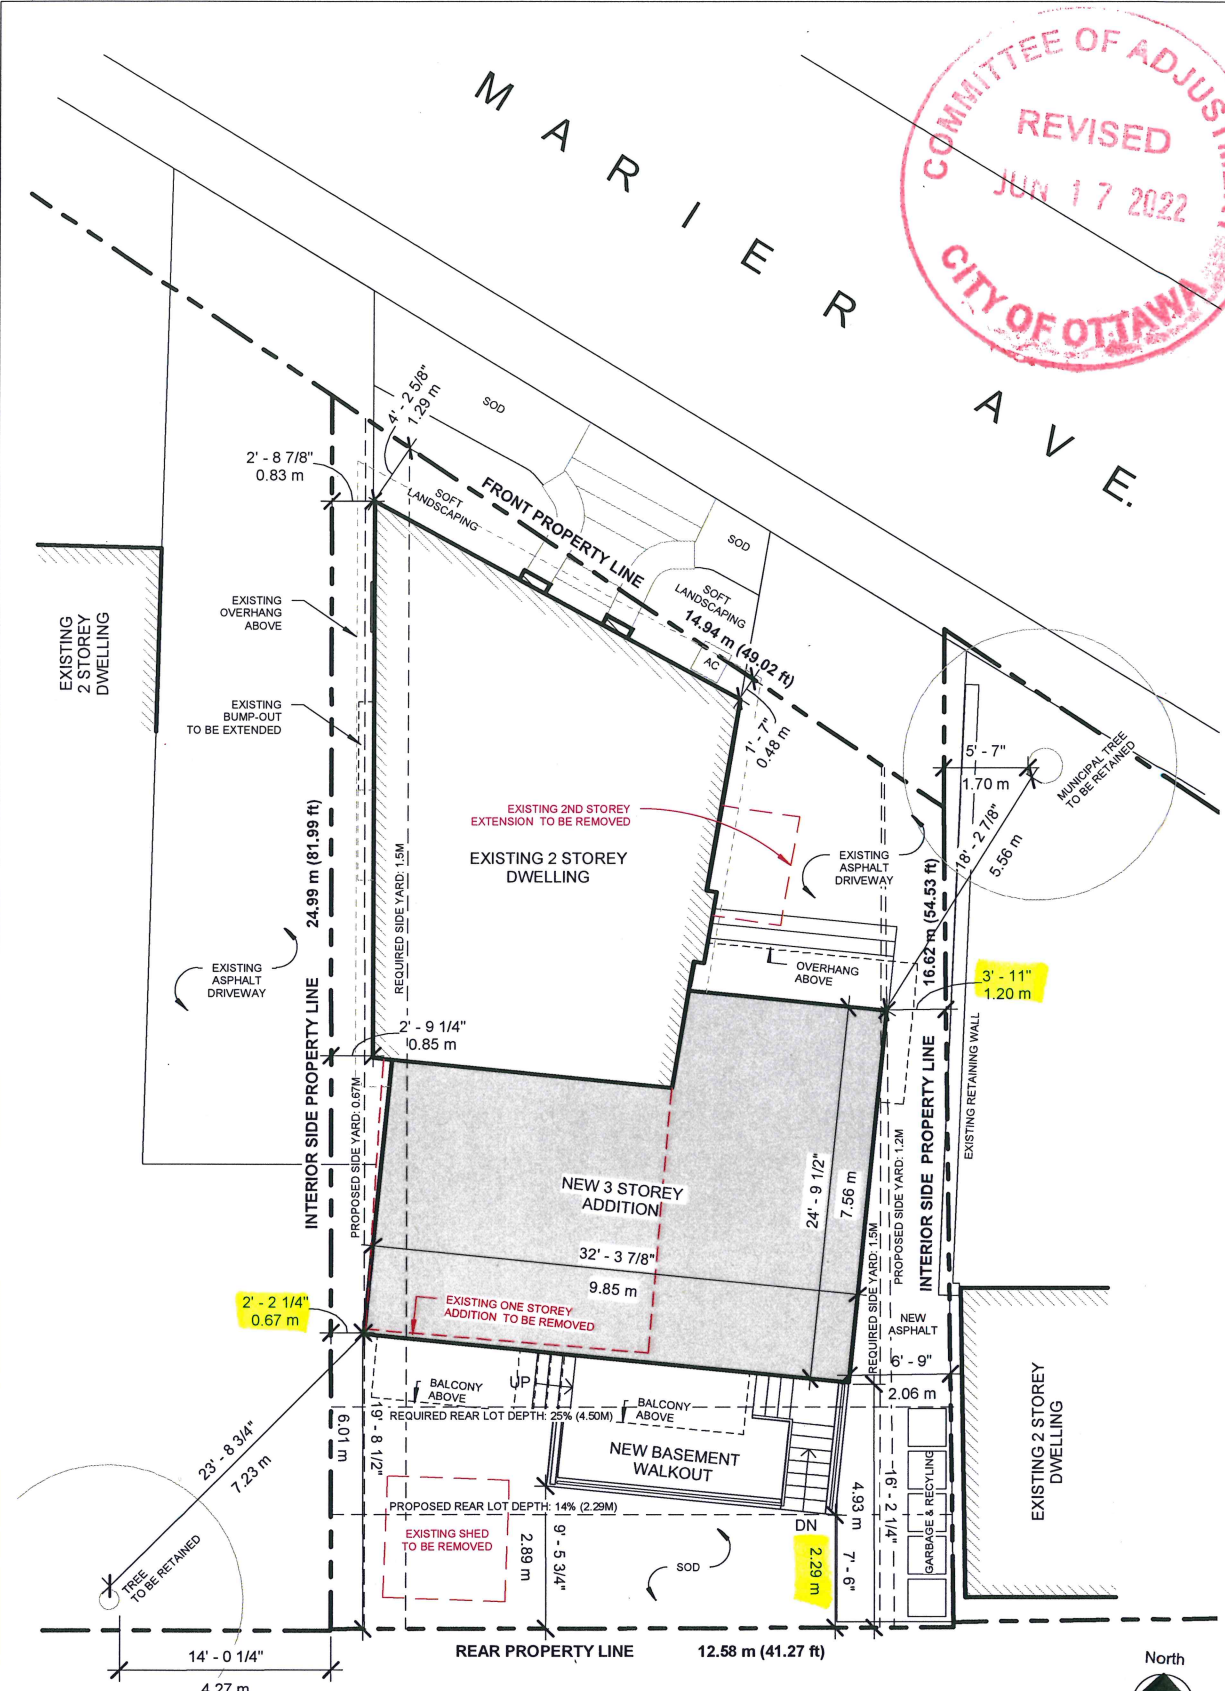 MARIER AVE.
COMMITTEE OF ADJUSTMENT
REVISED
JUN 17 2022
CITY OF OTTAWA
4' - 2 5/8"
1.29 m
SOD
2' - 8 7/8"
0.83 m
SOFT
LANDSCAPING
FRONT PROPERTY LINE
14.94 m (49.02 ft)
SOD
SOFT
LANDSCAPING
AC
EXISTING
2 STOREY
DWELLING
EXISTING
OVERHANG
ABOVE
EXISTING
BUMP-OUT
TO BE EXTENDED
1' - 7"
0.48 m
5' - 7"
1.70 m
MUNICIPAL TREE
TO BE RETAINED
18' - 2 7/8"
5.56 m
EXISTING 2ND STOREY
EXTENSION TO BE REMOVED
EXISTING 2 STOREY
DWELLING
EXISTING
ASPHALT
DRIVEWAY
24.99 m (81.99 ft)
INTERIOR SIDE PROPERTY LINE
REQUIRED SIDE YARD: 1.5M
16.62 m (54.53 ft)
INTERIOR SIDE PROPERTY LINE
EXISTING
ASPHALT
DRIVEWAY
OVERHANG
ABOVE
3' - 11"
1.20 m
2' - 9 1/4"
0.85 m
EXISTING RETAINING WALL
PROPOSED SIDE YARD: 0.67M
NEW 3 STOREY
ADDITION
24' - 9 1/2"
7.56 m
PROPOSED SIDE YARD: 1.2M
REQUIRED SIDE YARD: 1.5M
32' - 3 7/8"
9.85 m
2' - 2 1/4"
0.67 m
EXISTING ONE STOREY
ADDITION TO BE REMOVED
NEW
ASPHALT
6' - 9"
2.06 m
BALCONY
ABOVE
UP
BALCONY
ABOVE
REQUIRED REAR LOT DEPTH: 25% (4.50M)
19' - 8 1/2"
6.01 m
NEW BASEMENT
WALKOUT
EXISTING 2 STOREY
DWELLING
23' - 8 3/4"
7.23 m
GARBAGE & RECYLING
16' - 2 1/4"
4.93 m
PROPOSED REAR LOT DEPTH: 14% (2.29M)
DN
EXISTING SHED
TO BE REMOVED
9' - 5 3/4"
2.89 m
SOD
2.29 m
7' - 6"
TREE
TO BE RETAINED
REAR PROPERTY LINE
12.58 m (41.27 ft)
14' - 0 1/4"
4.27 m
North